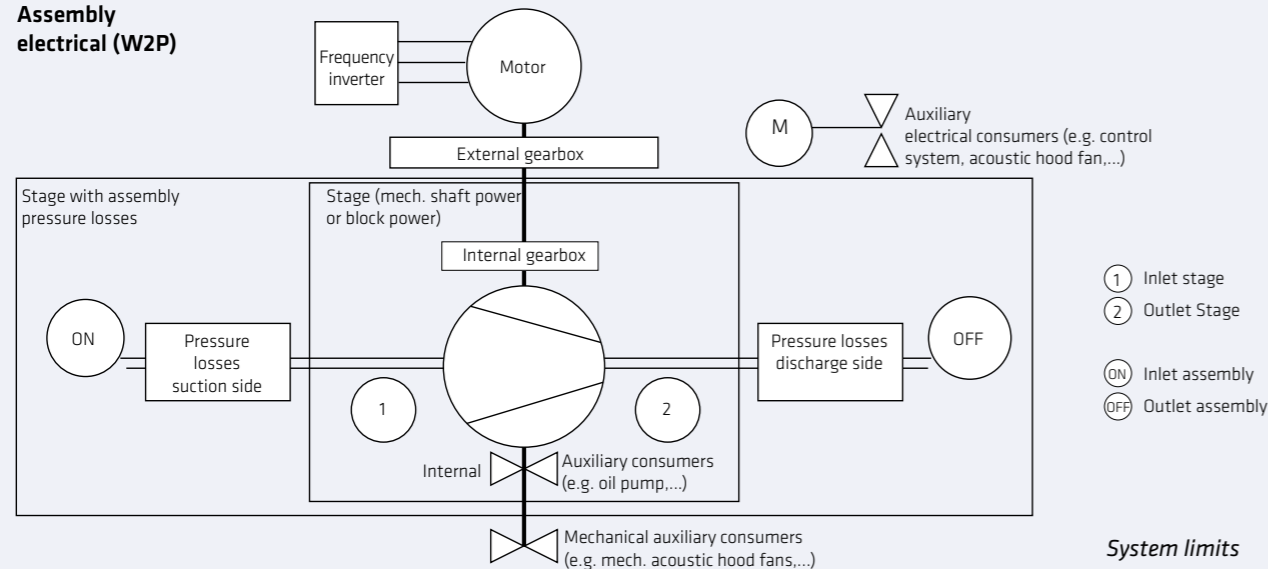 Assembly
electrical (W2P)
Frequency
inverter
Motor
M
Auxiliary
electrical consumers (e.g. control
system, acoustic hood fan,...)
External gearbox
Stage with assembly
pressure losses
Stage (mech. shaft power
or block power)
Internal gearbox
ON
Pressure
losses
suction side
1
2
Pressure losses
discharge side
OFF
1 Inlet stage
2 Outlet Stage
ON Inlet assembly
OFF Outlet assembly
Internal
Auxiliary consumers
(e.g. oil pump,...)
Mechanical auxiliary consumers
(e.g. mech. acoustic hood fans,...)
System limits